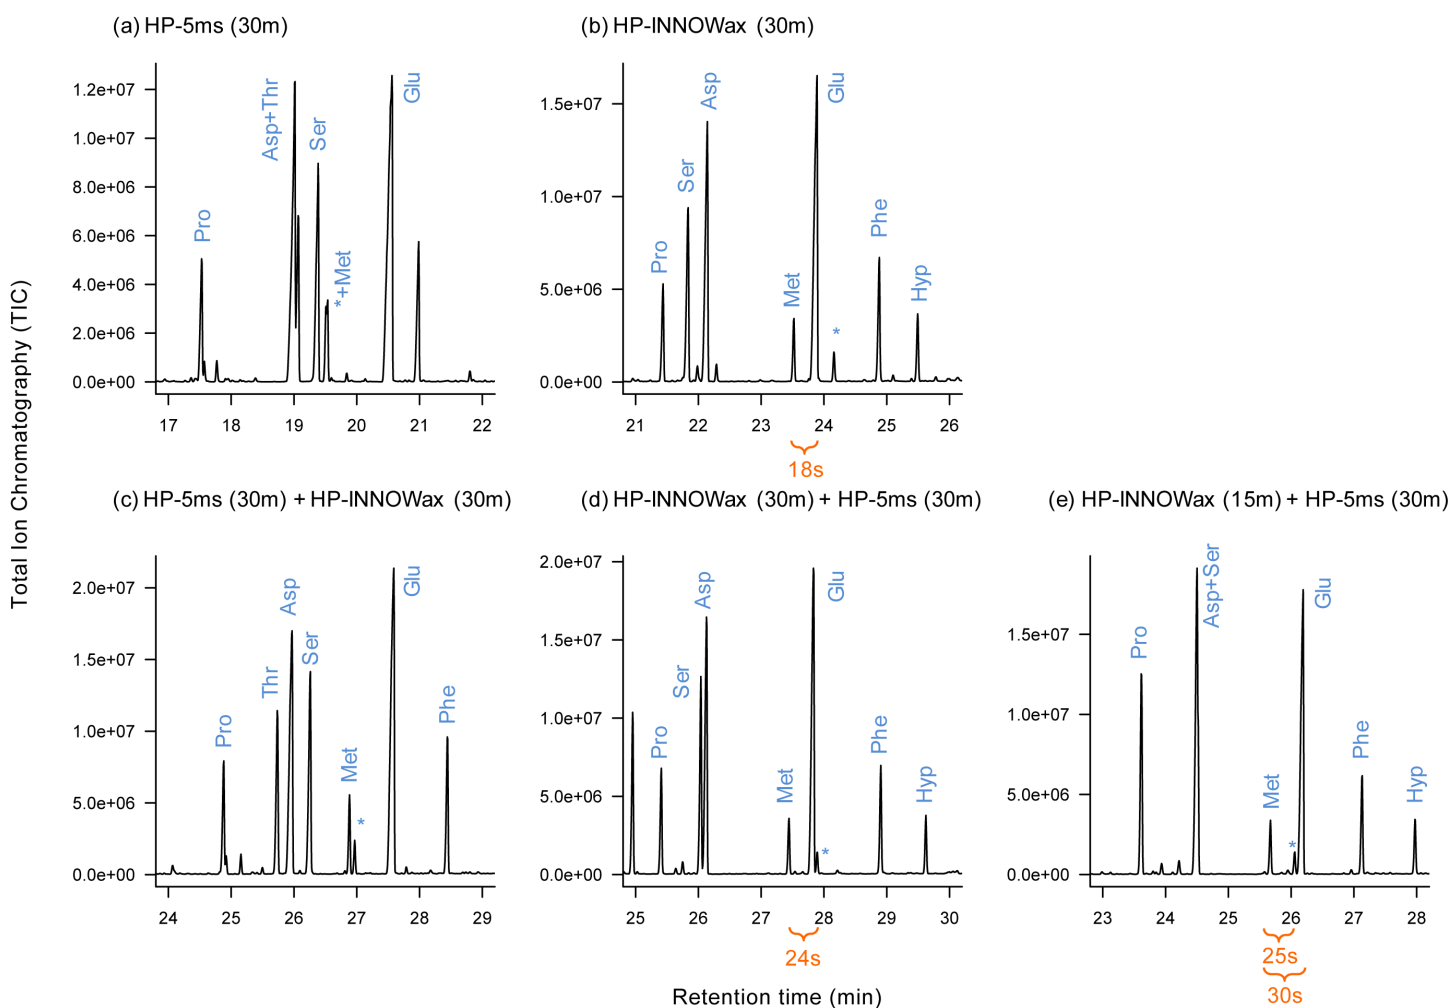 (a) HP-5ms (30m)
(b) HP-INNOWax (30m)
Total Ion Chromatography (TIC)
1.2e+07
1.0e+07
8.0e+06
6.0e+06
4.0e+06
2.0e+06
0.0e+00
Pro
Asp+Thr
Ser
*+Met
Glu
17 18 19 20 21 22
1.5e+07
1.0e+07
5.0e+06
0.0e+00
Pro
Ser
Asp
Met
Glu
*
Phe
Hyp
21 22 23 24 25 26
18s
(c) HP-5ms (30m) + HP-INNOWax (30m)
(d) HP-INNOWax (30m) + HP-5ms (30m)
(e) HP-INNOWax (15m) + HP-5ms (30m)
2.0e+07
1.5e+07
1.0e+07
5.0e+06
0.0e+00
Pro
Thr
Asp
Ser
Met
*
Glu
Phe
24 25 26 27 28 29
2.0e+07
1.5e+07
1.0e+07
5.0e+06
0.0e+00
Pro
Ser
Asp
Met
Glu
*
Phe
Hyp
25 26 27 28 29 30
24s
1.5e+07
1.0e+07
5.0e+06
0.0e+00
Pro
Asp+Ser
Met
*
Glu
Phe
Hyp
23 24 25 26 27 28
25s
30s
Retention time (min)